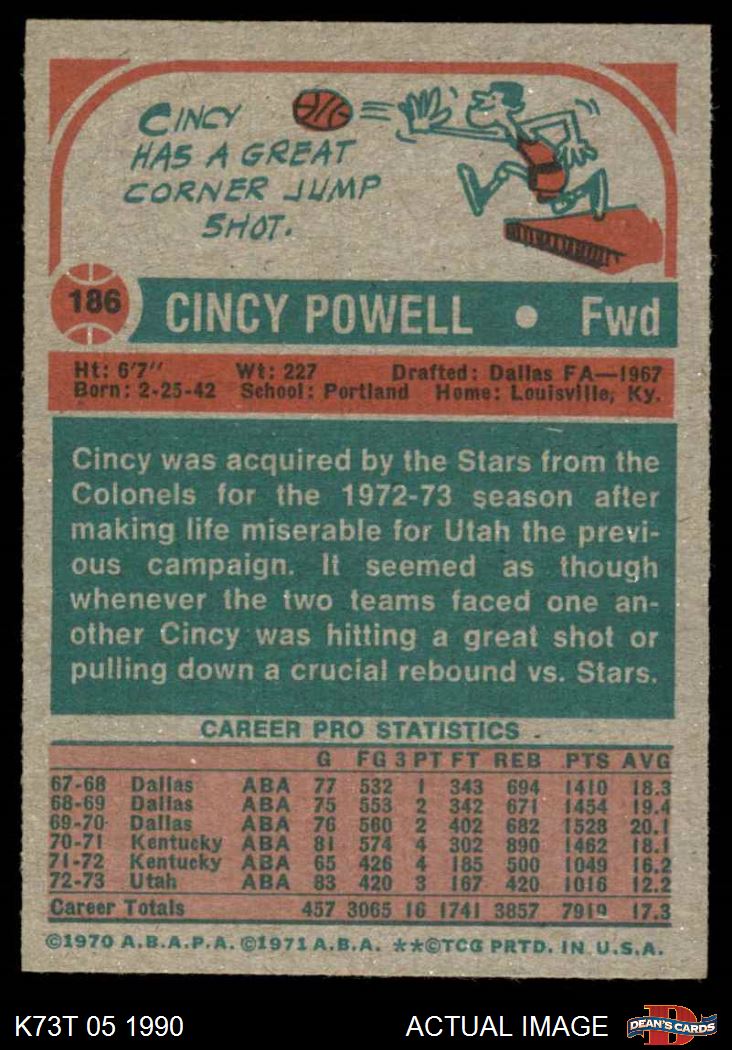 CINCY
HAS A GREAT
CORNER JUMP
SHOT.
186 CINCY POWELL • Fwd
Ht: 6'7" Wt: 227 Drafted: Dallas FA—1967
Born: 2-25-42 School: Portland Home: Louisville, Ky.
Cincy was acquired by the Stars from the
Colonels for the 1972-73 season after
making life miserable for Utah the previ-
ous campaign. It seemed as though
whenever the two teams faced one an-
other Cincy was hitting a great shot or
pulling down a crucial rebound vs. Stars.
CAREER PRO STATISTICS
G FG 3 PT FT REB PTS AVG
67-68 Dallas ABA 77 532 1 343 694 1410 18.3
68-69 Dallas ABA 75 553 2 342 671 1454 19.4
69-70 Dallas ABA 76 560 2 402 682 1528 20.1
70-71 Kentucky ABA 81 574 4 302 890 1462 18.1
71-72 Kentucky ABA 65 426 4 185 500 1049 16.2
72-73 Utah ABA 83 420 3 167 420 1016 12.2
Career Totals 457 3065 16 1741 3857 7919 17.3
©1970 A.B.A.P.A. ©1971 A.B.A. **©TCG PRTD. IN U.S.A.
K73T 05 1990 ACTUAL IMAGE DEAN'S CARDS